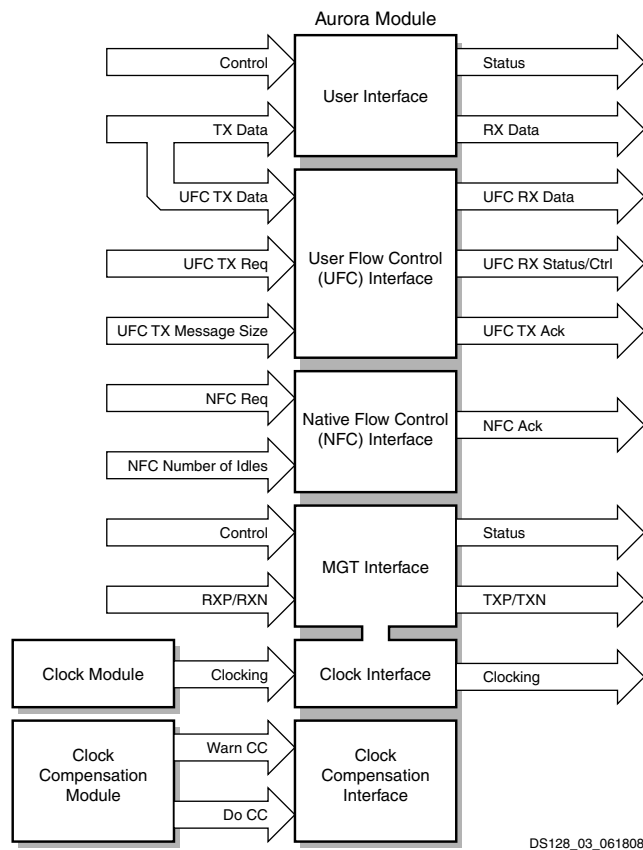 Aurora Module
Control
User Interface
Status
TX Data
RX Data
UFC TX Data
UFC RX Data
UFC TX Req
User Flow Control
(UFC) Interface
UFC RX Status/Ctrl
UFC TX Message Size
UFC TX Ack
NFC Req
Native Flow Control
(NFC) Interface
NFC Ack
NFC Number of Idles
Control
MGT Interface
Status
RXP/RXN
TXP/TXN
Clock Module
Clocking
Clock Interface
Clocking
Clock
Compensation
Module
Warn CC
Do CC
Clock
Compensation
Interface
DS128_03_061808